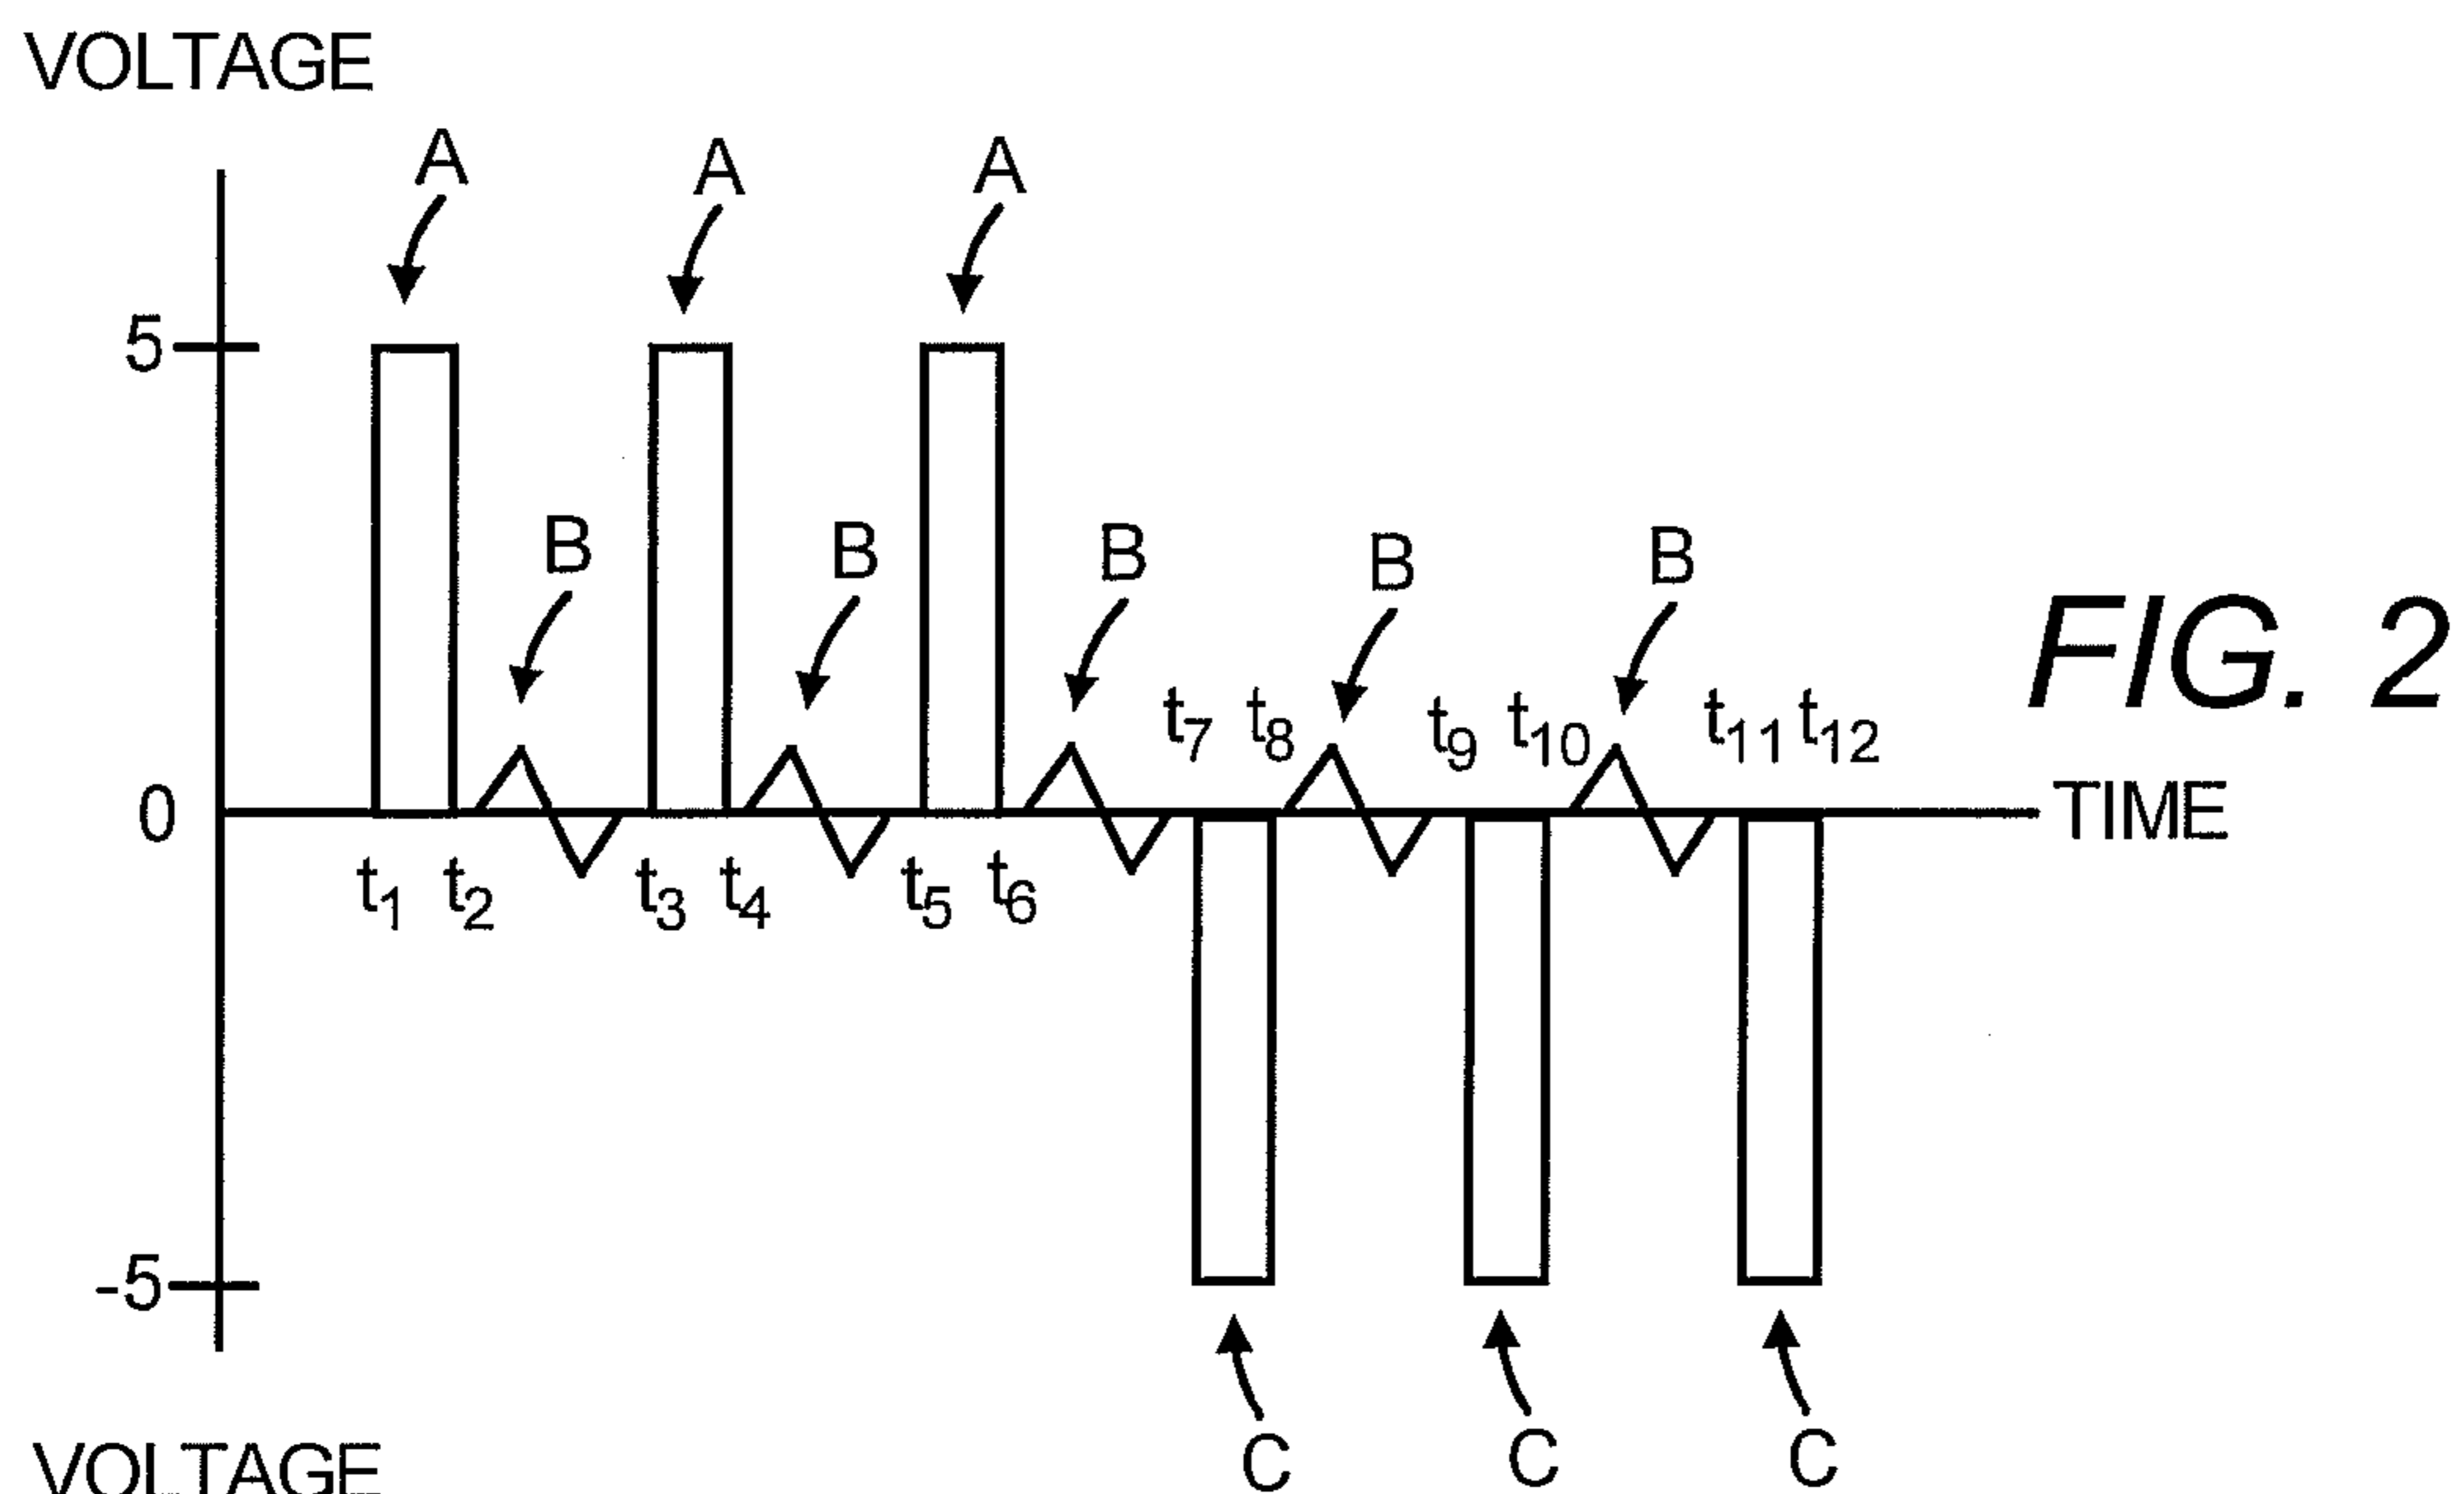 VOLTAGE
A A A
5
B B B B B
t7 t8 t9 t10 t11 t12
FIG. 2
0
TIME
t1 t2 t3 t4 t5 t6
-5
C C C
VOLTAGE